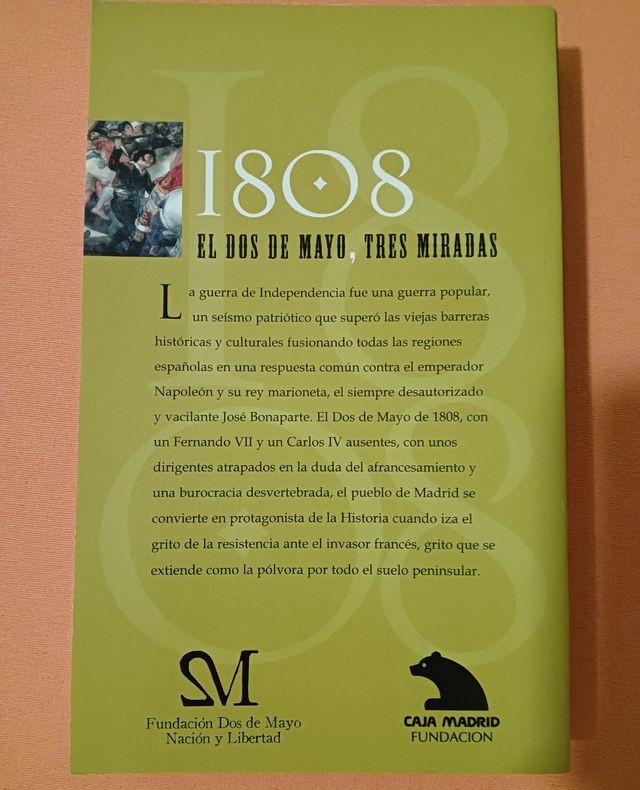 1808
1808
EL DOS DE MAYO, TRES MIRADAS
La guerra de Independencia fue una guerra popular,
un seísmo patriótico que superó las viejas barreras
históricas y culturales fusionando todas las regiones
españolas en una respuesta común contra el emperador
Napoleón y su rey marioneta, el siempre desautorizado
y vacilante José Bonaparte. El Dos de Mayo de 1808, con
un Fernando VII y un Carlos IV ausentes, con unos
dirigentes atrapados en la duda del afrancesamiento y
una burocracia desvertebrada, el pueblo de Madrid se
convierte en protagonista de la Historia cuando iza el
grito de la resistencia ante el invasor francés, grito que se
extiende como la pólvora por todo el suelo peninsular.
2M
Fundación Dos de Mayo
Nación y Libertad
CAJA MADRID
FUNDACION